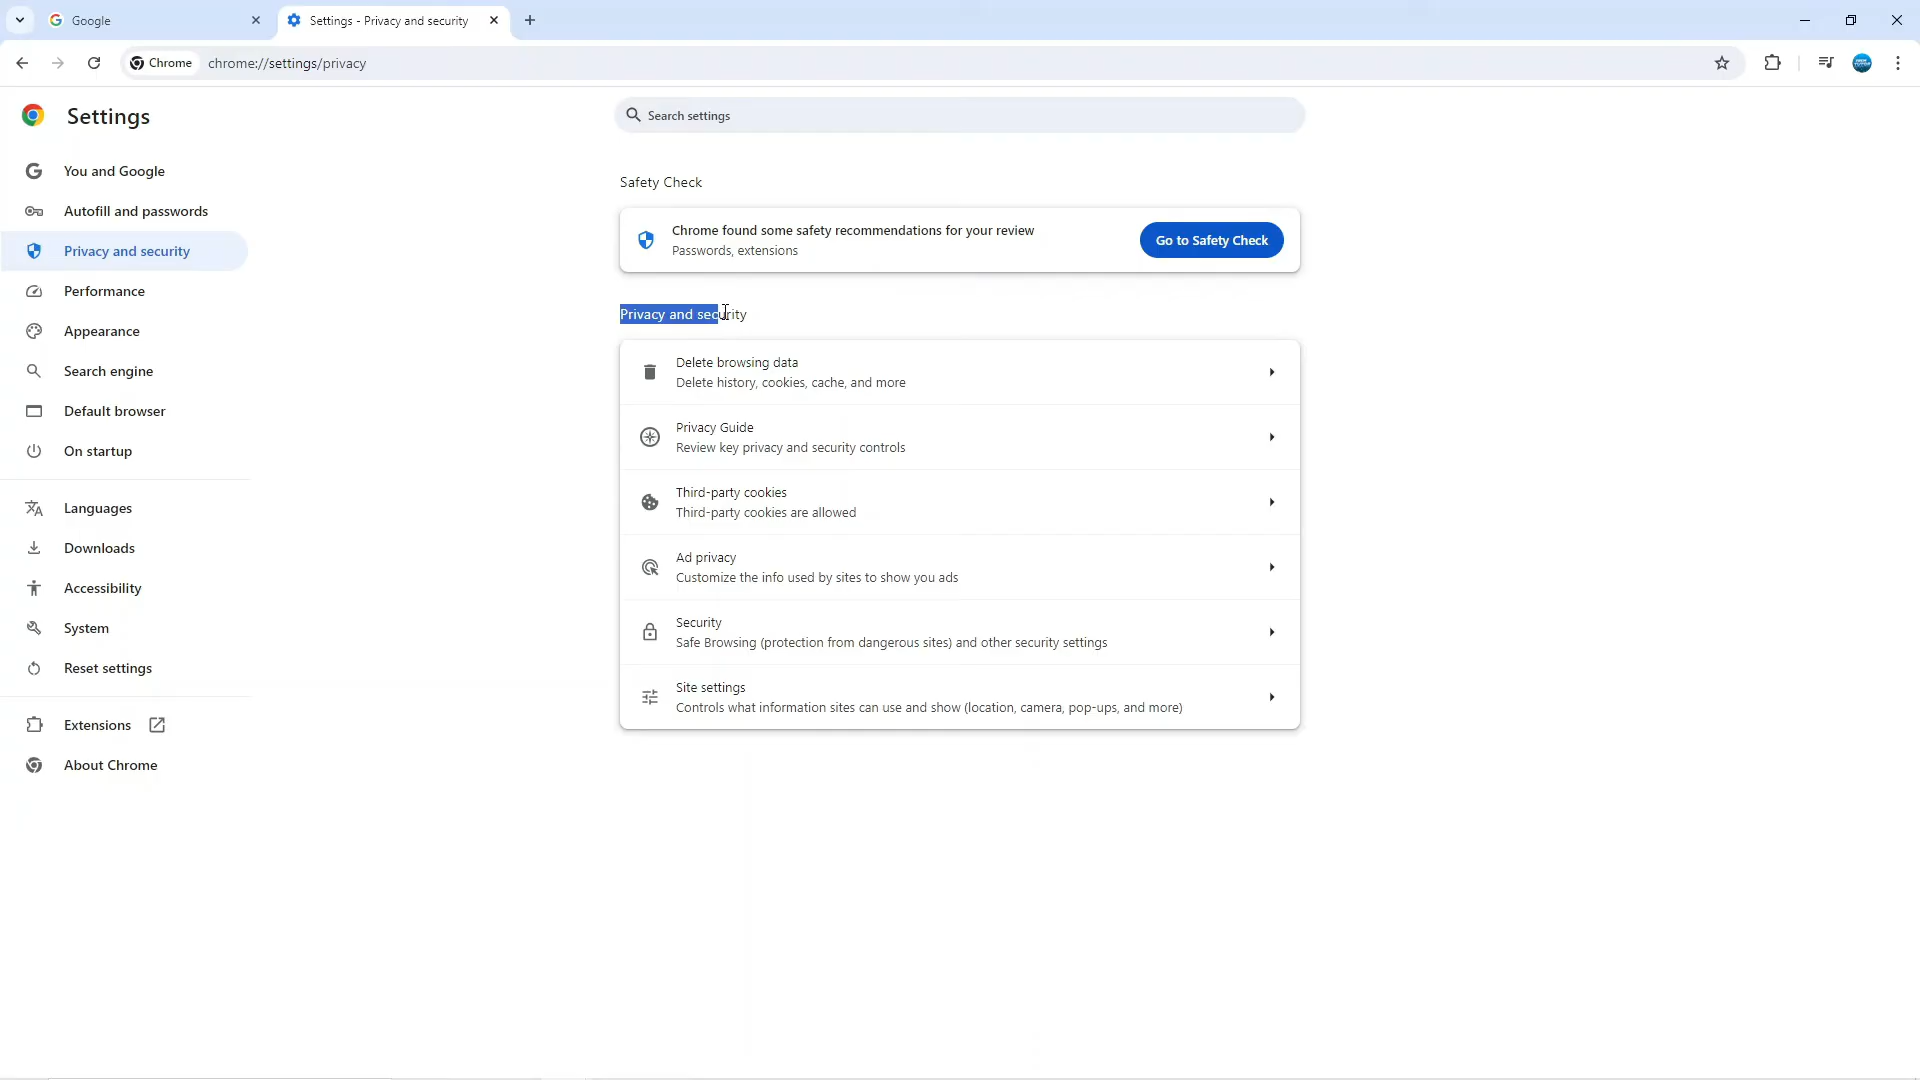 Google
Settings - Privacy and security
Chrome
chrome://settings/privacy
Settings
Search settings
You and Google
Autofill and passwords
Privacy and security
Performance
Appearance
Search engine
Default browser
On startup
Languages
Downloads
Accessibility
System
Reset settings
Extensions
About Chrome
Safety Check
Chrome found some safety recommendations for your review
Passwords, extensions
Go to Safety Check
Privacy and security
Delete browsing data
Delete history, cookies, cache, and more
Privacy Guide
Review key privacy and security controls
Third-party cookies
Third-party cookies are allowed
Ad privacy
Customize the info used by sites to show you ads
Security
Safe Browsing (protection from dangerous sites) and other security settings
Site settings
Controls what information sites can use and show (location, camera, pop-ups, and more)